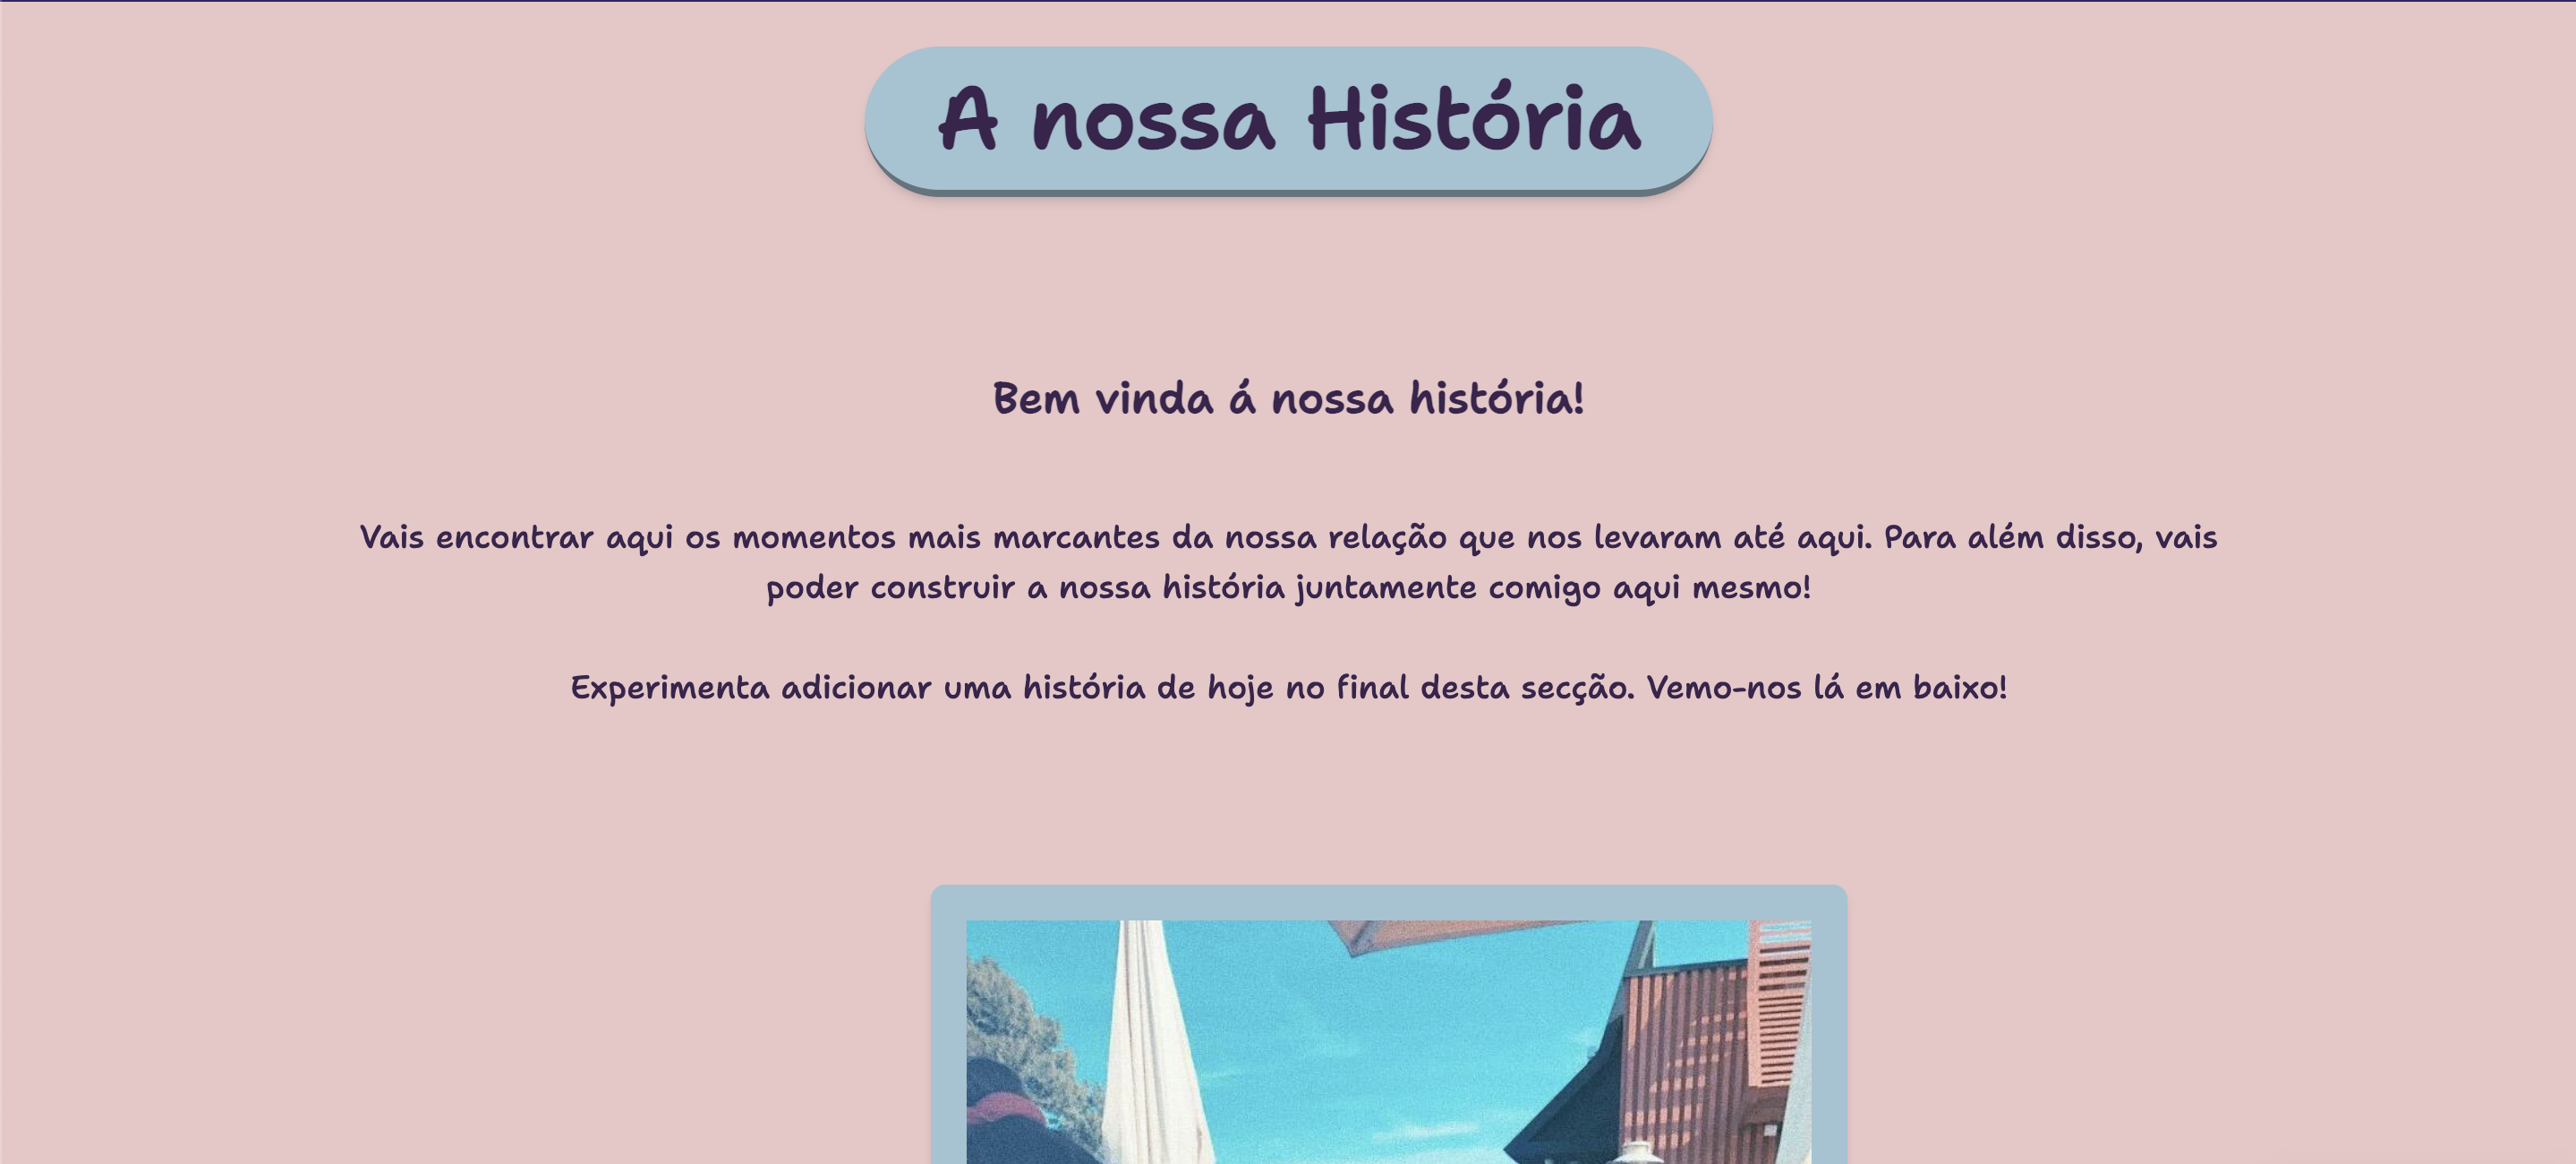 A nossa História
Bem vinda á nossa história!
Vais encontrar aqui os momentos mais marcantes da nossa relação que nos levaram até aqui. Para além disso, vais
poder construir a nossa história juntamente comigo aqui mesmo!
Experimenta adicionar uma história de hoje no final desta secção. Vemo-nos lá em baixo!